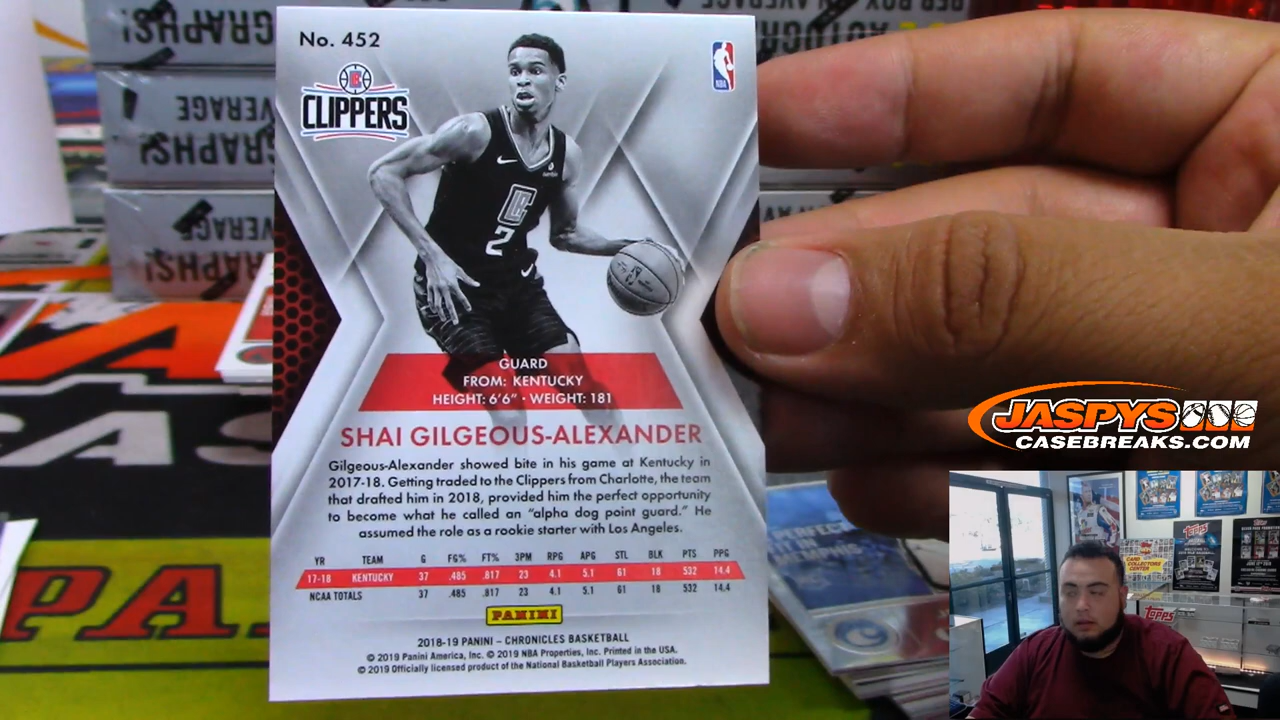 No. 452
NBA
CLIPPERS
2
GUARD
FROM: KENTUCKY
HEIGHT: 6'6" · WEIGHT: 181
SHAI GILGEOUS-ALEXANDER
Gilgeous-Alexander showed bite in his game at Kentucky in
2017-18. Getting traded to the Clippers from Charlotte, the team
that drafted him in 2018, provided him the perfect opportunity
to become what he called an “alpha dog point guard.” He
assumed the role as a rookie starter with Los Angeles.
YR TEAM G FG% FT% 3PM RPG APG STL BLK PTS PPG
17-18 KENTUCKY 37 .485 .817 23 4.1 5.1 61 18 532 14.4
NCAA TOTALS 37 .485 .817 23 4.1 5.1 61 18 532 14.4
PANINI
2018-19 PANINI – CHRONICLES BASKETBALL
© 2019 Panini America, Inc. © 2019 NBA Properties, Inc. Printed in the USA.
© 2019 Officially licensed product of the National Basketball Players Association.
JASPYS
CASEBREAKS.COM
topps
CARD
COLLECTORS
CENTER
topps